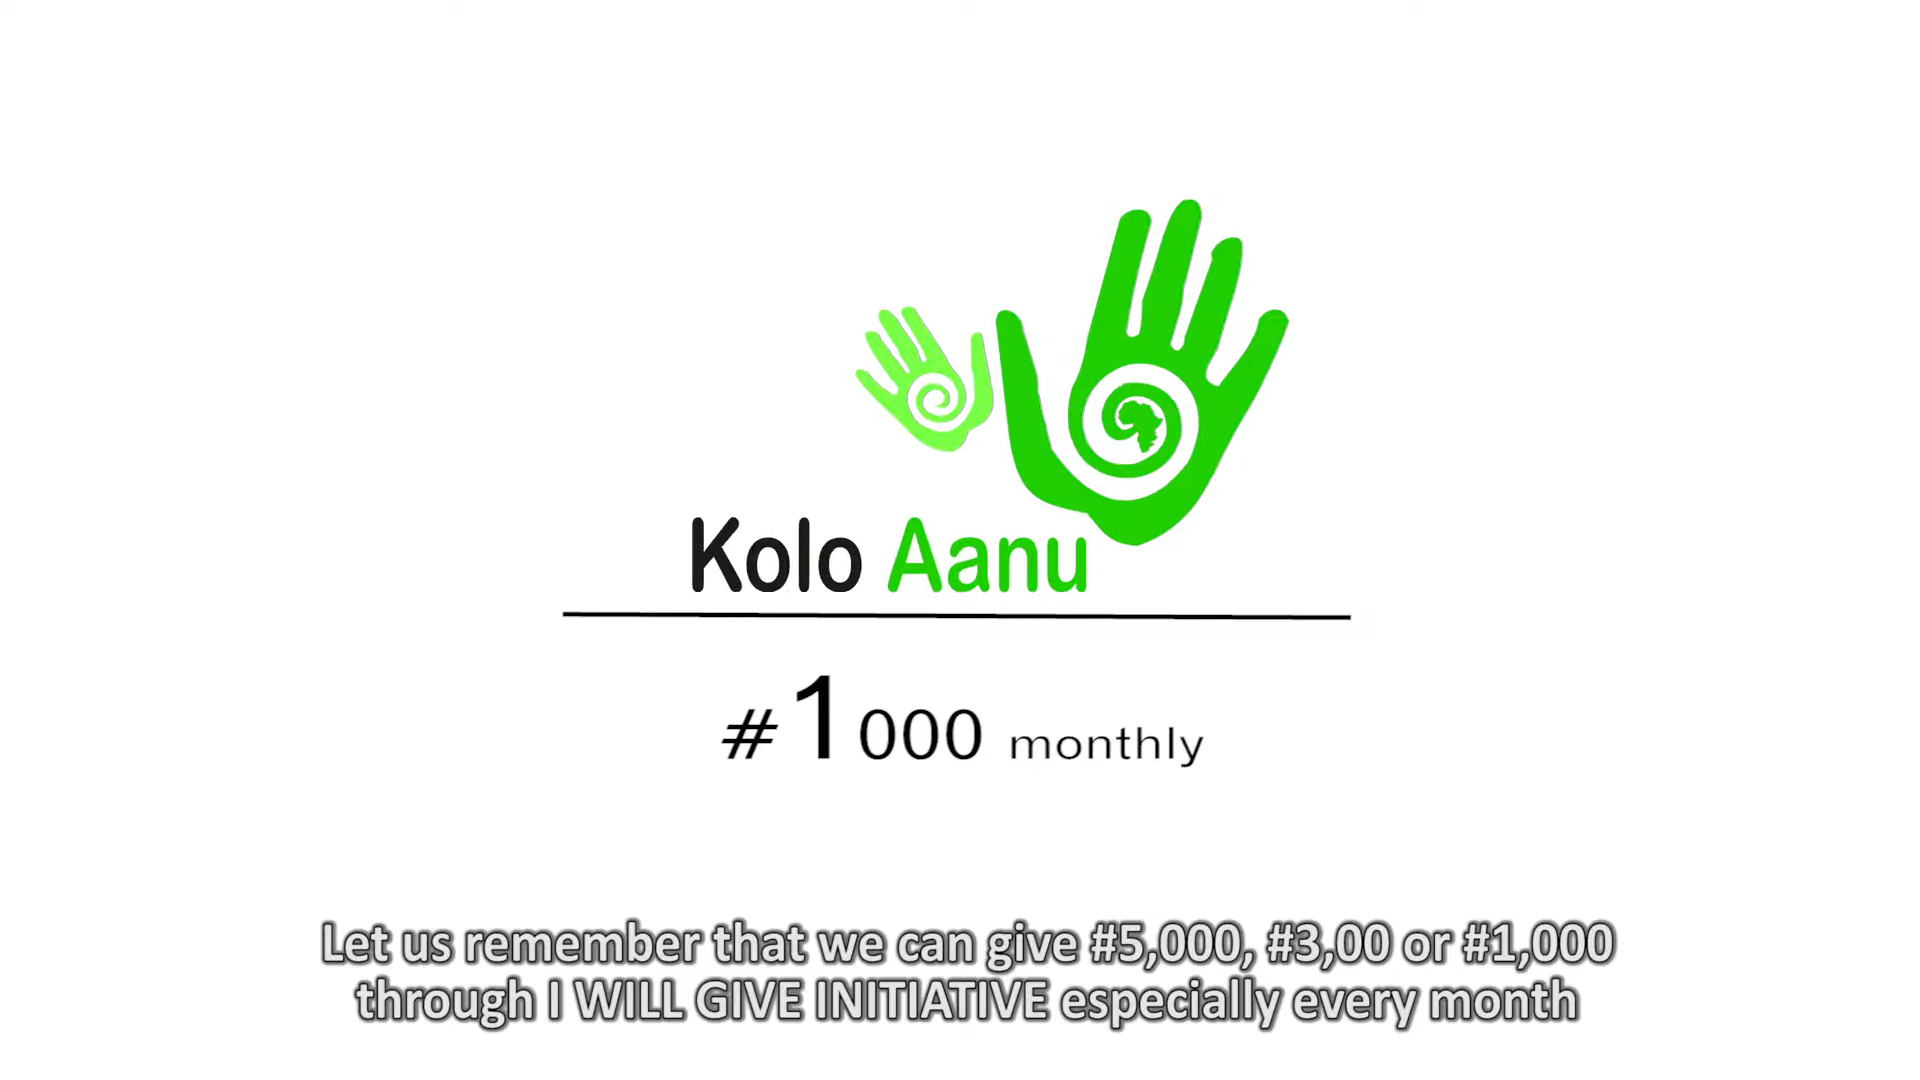 Kolo Aanu
#1000 monthly
Let us remember that we can give #5,000, #3,00 or #1,000
through I WILL GIVE INITIATIVE especially every month